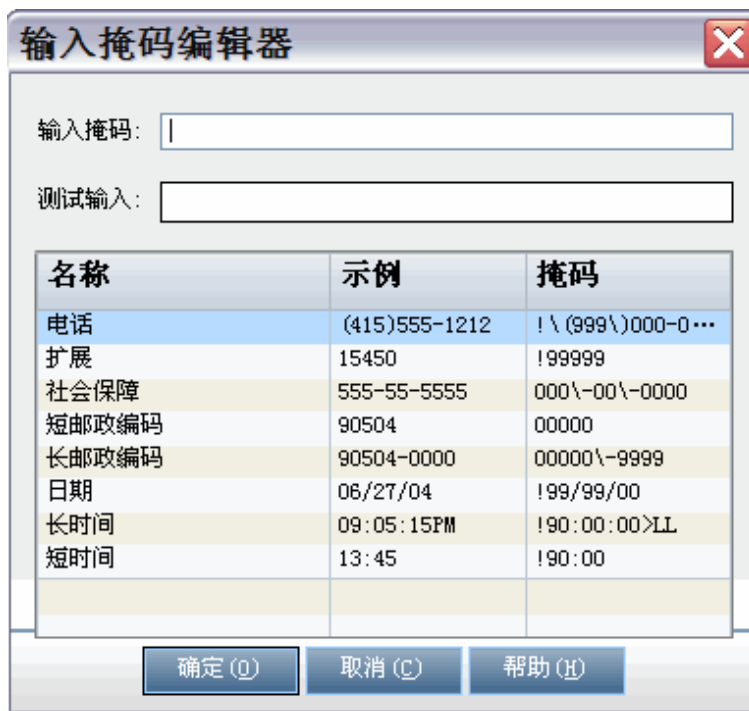 输入掩码编辑器
输入掩码:
测试输入:
名称 示例 掩码
电话 (415)555-1212 !\(999\)000-0…
扩展 15450 !99999
社会保障 555-55-5555 000\-00\-0000
短邮政编码 90504 00000
长邮政编码 90504-0000 00000\-9999
日期 06/27/04 !99/99/00
长时间 09:05:15PM !90:00:00>LL
短时间 13:45 !90:00
确定(O) 取消(C) 帮助(H)